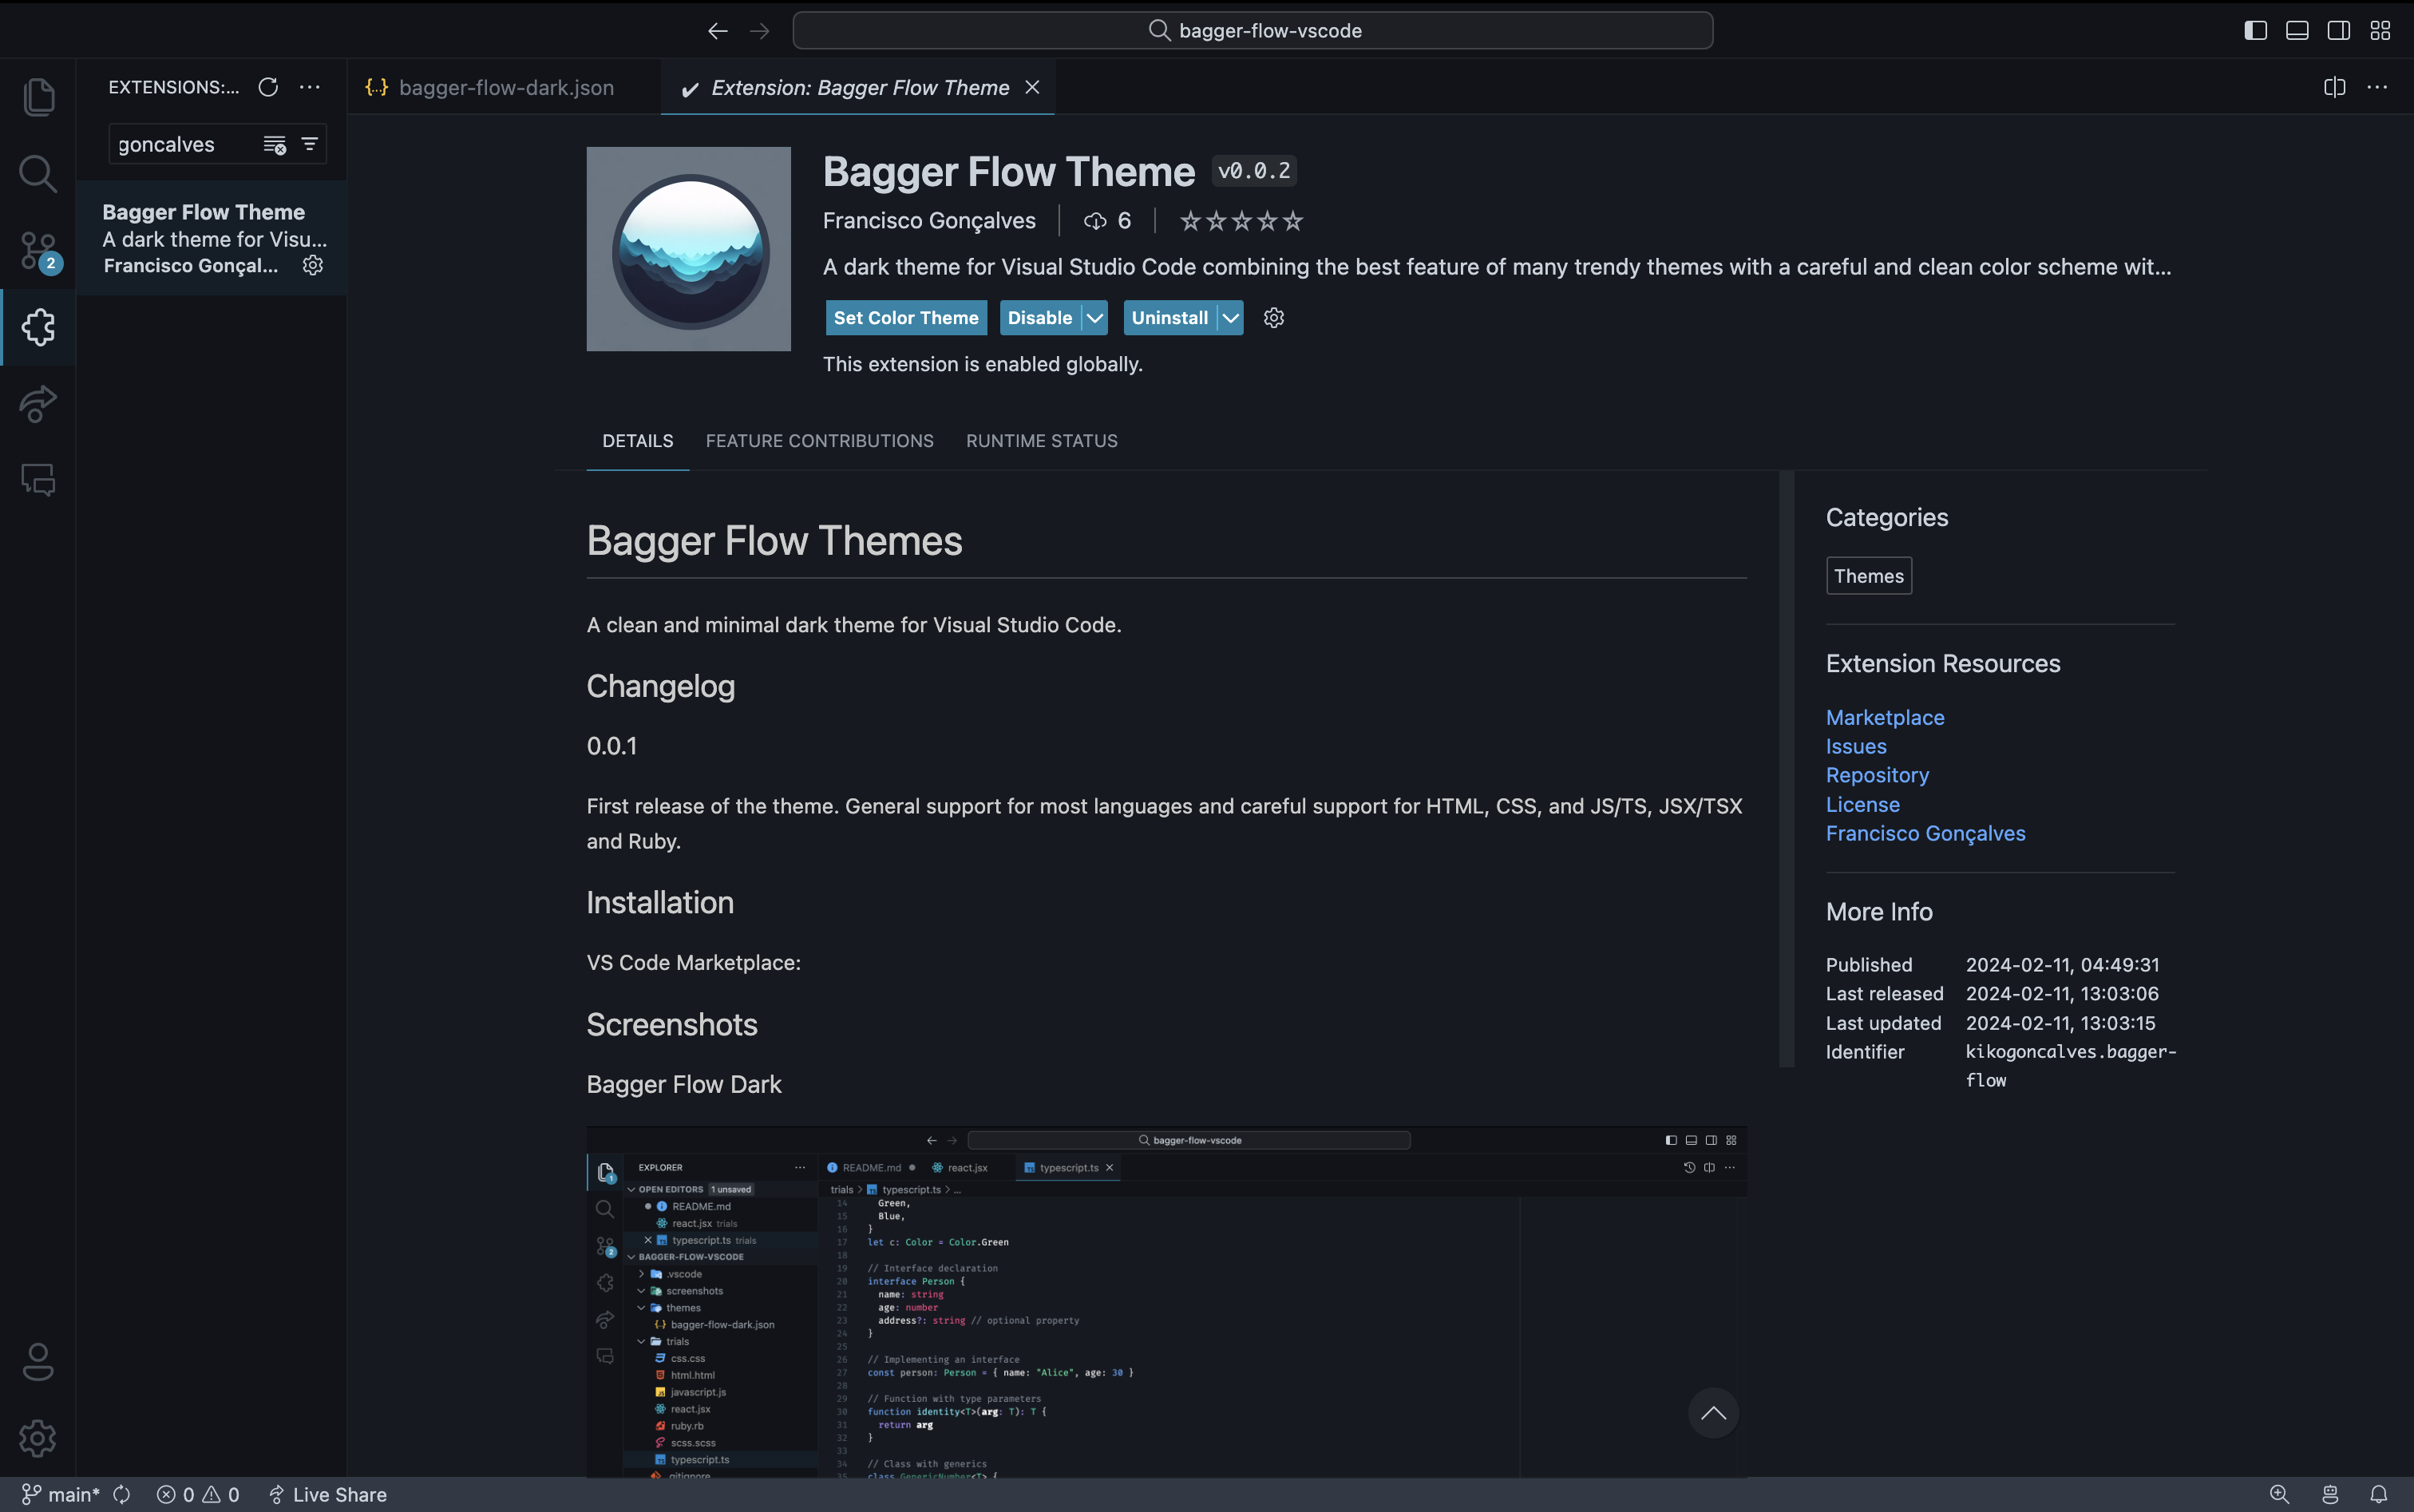 bagger-flow-vscode
EXTENSIONS:...
goncalves
Bagger Flow Theme
A dark theme for Visu...
Francisco Gonçal...
2
bagger-flow-dark.json
Extension: Bagger Flow Theme
Bagger Flow Theme v0.0.2
Francisco Gonçalves 6
A dark theme for Visual Studio Code combining the best feature of many trendy themes with a careful and clean color scheme wit...
Set Color Theme Disable Uninstall
This extension is enabled globally.
DETAILS FEATURE CONTRIBUTIONS RUNTIME STATUS
Bagger Flow Themes
A clean and minimal dark theme for Visual Studio Code.
Changelog
0.0.1
First release of the theme. General support for most languages and careful support for HTML, CSS, and JS/TS, JSX/TSX
and Ruby.
Installation
VS Code Marketplace:
Screenshots
Bagger Flow Dark
bagger-flow-vscode
EXPLORER
OPEN EDITORS 1 unsaved
README.md
react.jsx trials
typescript.ts trials
BAGGER-FLOW-VSCODE
.vscode
screenshots
themes
bagger-flow-dark.json
trials
css.css
html.html
javascript.js
react.jsx
ruby.rb
scss.scss
typescript.ts
.gitignore
1
2
README.md react.jsx typescript.ts
trials > typescript.ts > ...
14 Green,
15 Blue,
16 }
17 let c: Color = Color.Green
18
19 // Interface declaration
20 interface Person {
21 name: string
22 age: number
23 address?: string // optional property
24 }
25
26 // Implementing an interface
27 const person: Person = { name: "Alice", age: 30 }
28
29 // Function with type parameters
30 function identity<T>(arg: T): T {
31 return arg
32 }
33
34 // Class with generics
35 class GenericNumber<T> {
Categories
Themes
Extension Resources
Marketplace
Issues
Repository
License
Francisco Gonçalves
More Info
Published 2024-02-11, 04:49:31
Last released 2024-02-11, 13:03:06
Last updated 2024-02-11, 13:03:15
Identifier kikogoncalves.bagger-
flow
main* 0 0 Live Share